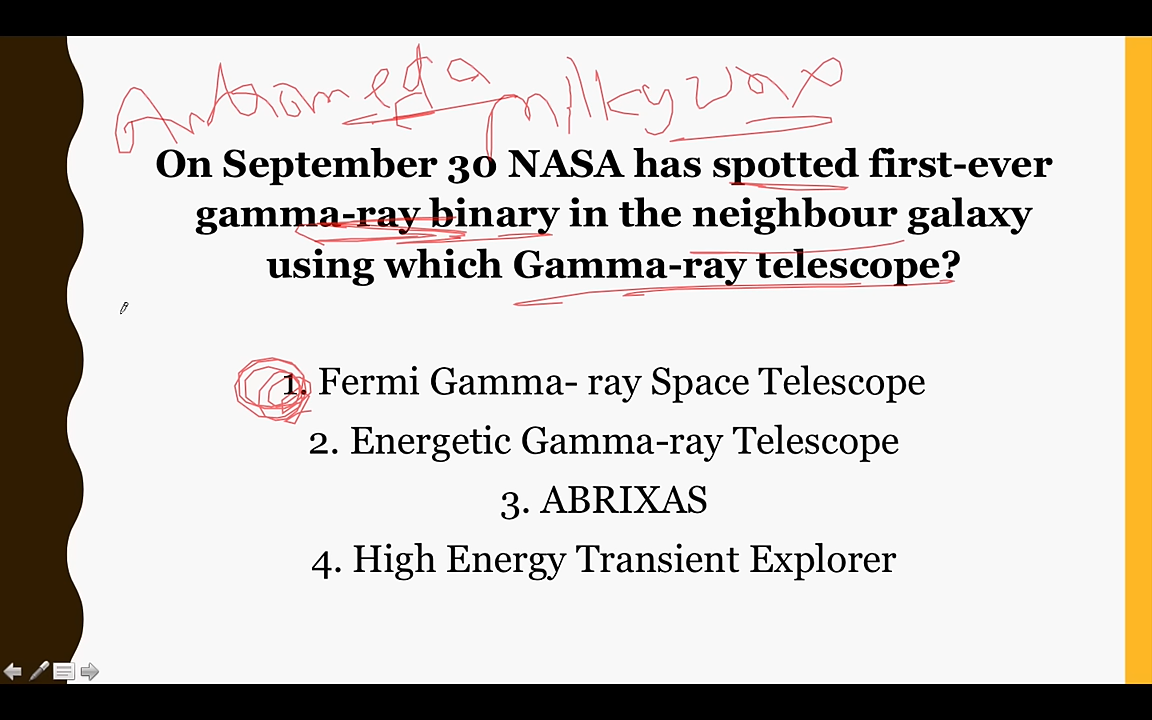 Andromeda milkyway
On September 30 NASA has spotted first-ever
gamma-ray binary in the neighbour galaxy
using which Gamma-ray telescope?
1. Fermi Gamma- ray Space Telescope
2. Energetic Gamma-ray Telescope
3. ABRIXAS
4. High Energy Transient Explorer